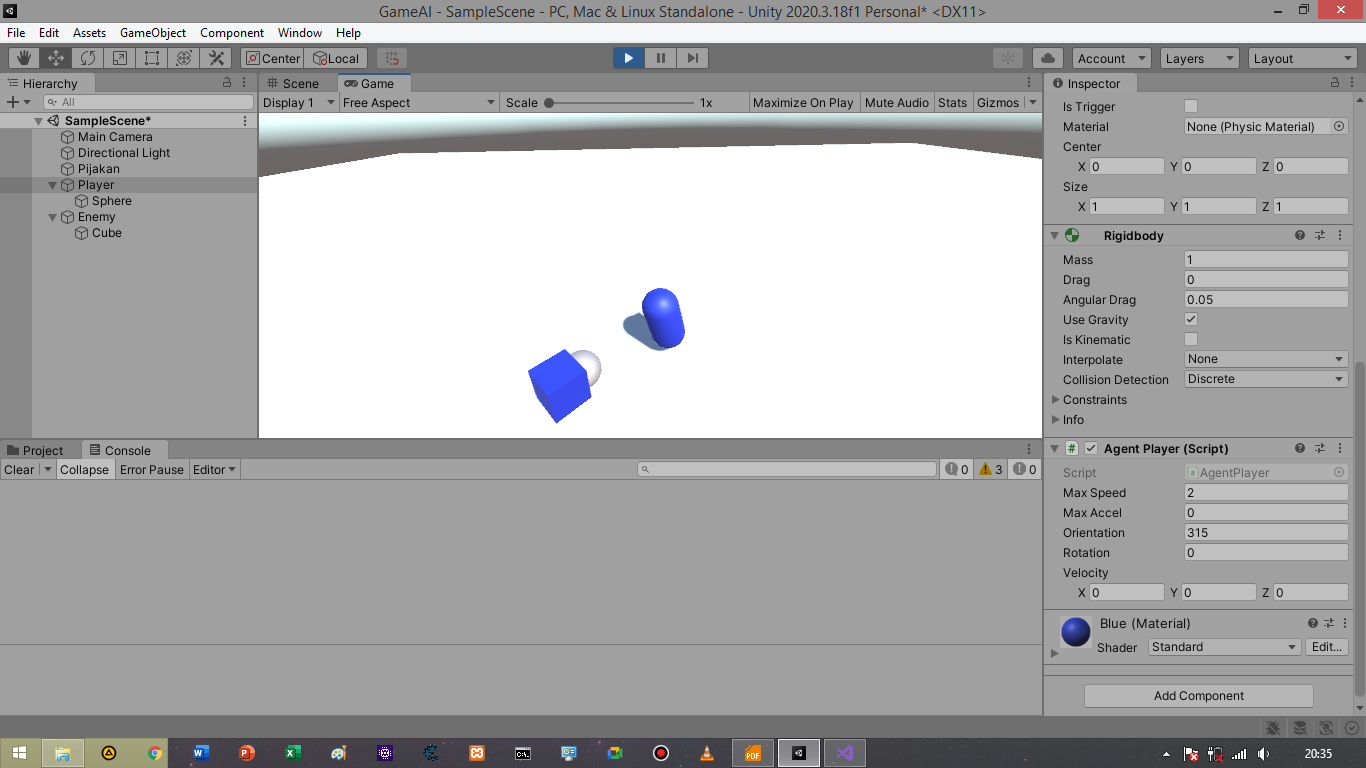 GameAI - SampleScene - PC, Mac & Linux Standalone - Unity 2020.3.18f1 Personal* <DX11>
File Edit Assets GameObject Component Window Help
Center Local Account Layers Layout
Hierarchy
All
SampleScene*
Main Camera
Directional Light
Pijakan
Player
Sphere
Enemy
Cube
Scene Game
Display 1 Free Aspect Scale 1x Maximize On Play Mute Audio Stats Gizmos
Project Console
Clear Collapse Error Pause Editor 0 3 0
Inspector
Is Trigger
Material None (Physic Material)
Center
X 0 Y 0 Z 0
Size
X 1 Y 1 Z 1
Rigidbody
Mass 1
Drag 0
Angular Drag 0.05
Use Gravity
Is Kinematic
Interpolate None
Collision Detection Discrete
Constraints
Info
# Agent Player (Script)
Script # AgentPlayer
Max Speed 2
Max Accel 0
Orientation 315
Rotation 0
Velocity
X 0 Y 0 Z 0
Blue (Material)
Shader Standard Edit...
Add Component
PDF
20:35